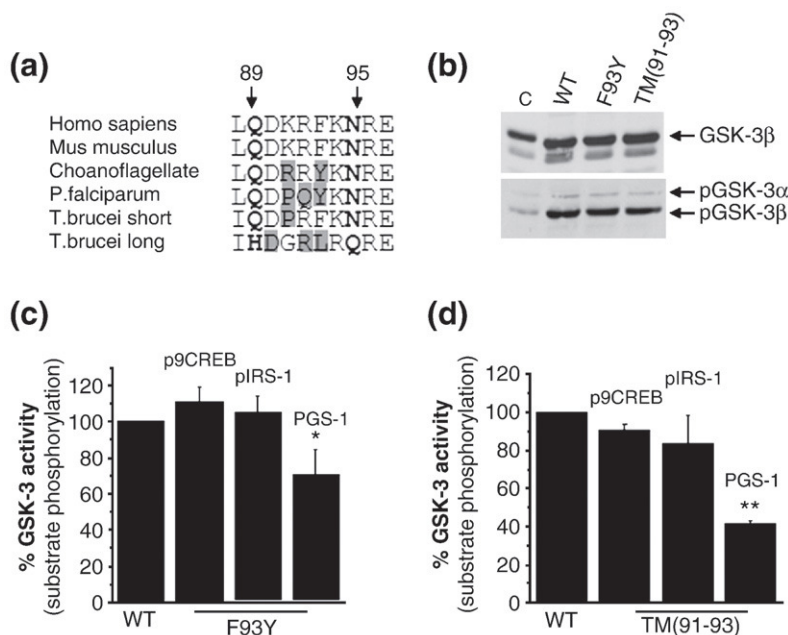 (a)
89 95
Homo sapiens LQDKRFKNRE
Mus musculus LQDKRFKNRE
Choanoflagellate LQDRRYKNRE
P.falciparum LQDPQYKNRE
T.brucei short IQDPRFKNRE
T.brucei long IHDGRLRQRE
(b)
C WT F93Y TM(91-93)
GSK-3β
pGSK-3α
pGSK-3β
(c)
% GSK-3 activity
(substrate phosphorylation)
120
100
80
60
40
20
0
p9CREB
pIRS-1
PGS-1
*
WT
F93Y
(d)
% GSK-3 activity
(substrate phosphorylation)
120
100
80
60
40
20
0
p9CREB
pIRS-1
PGS-1
**
WT
TM(91-93)